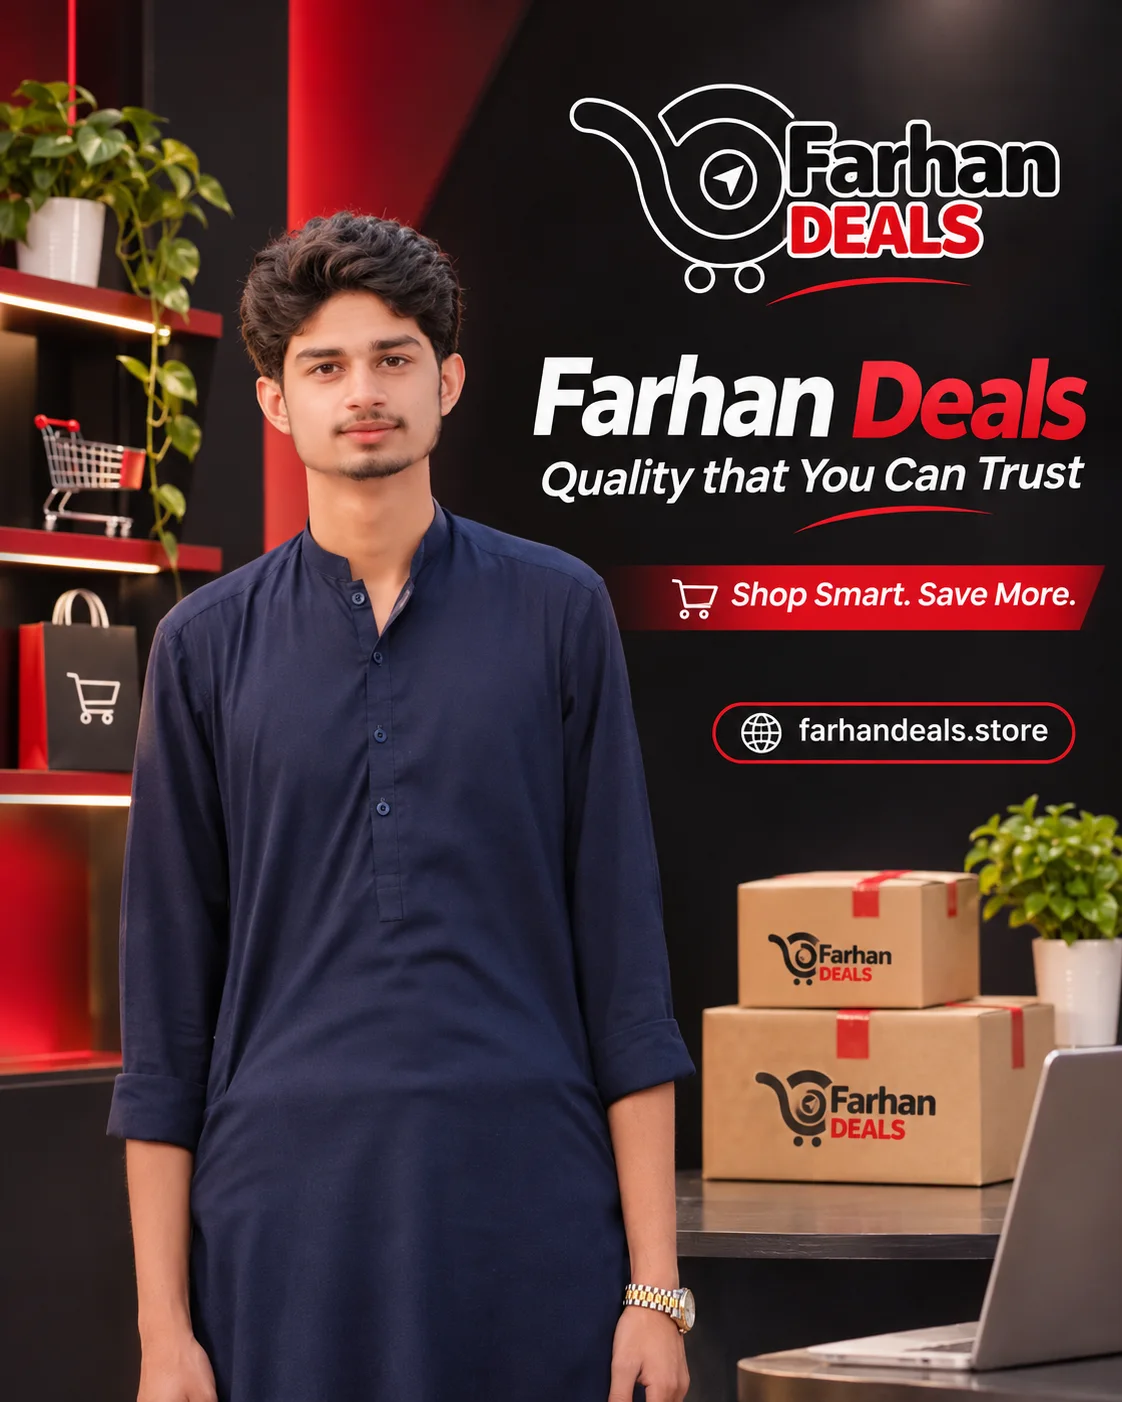 Farhan
DEALS
Farhan Deals
Quality that You Can Trust
Shop Smart. Save More.
farhandeals.store
Farhan
DEALS
Farhan
DEALS